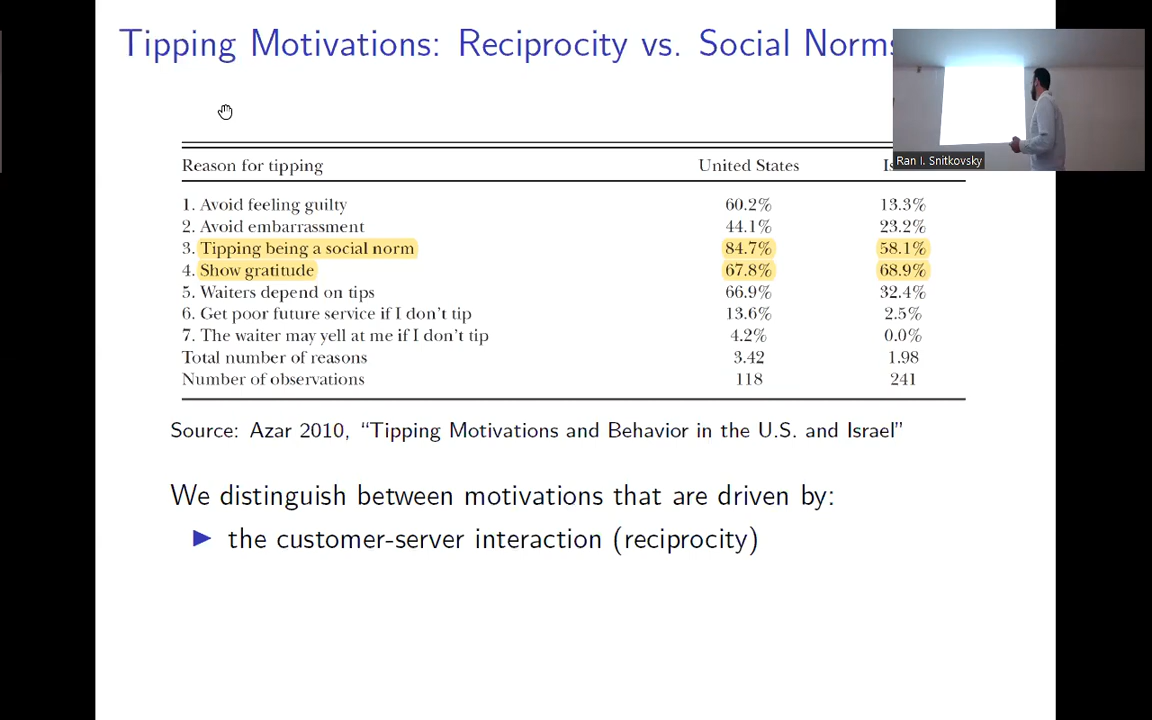 Tipping Motivations: Reciprocity vs. Social Norms
Reason for tipping United States
1. Avoid feeling guilty 60.2% 13.3%
2. Avoid embarrassment 44.1% 23.2%
3. Tipping being a social norm 84.7% 58.1%
4. Show gratitude 67.8% 68.9%
5. Waiters depend on tips 66.9% 32.4%
6. Get poor future service if I don't tip 13.6% 2.5%
7. The waiter may yell at me if I don't tip 4.2% 0.0%
Total number of reasons 3.42 1.98
Number of observations 118 241
Source: Azar 2010, “Tipping Motivations and Behavior in the U.S. and Israel”
We distinguish between motivations that are driven by:
▶ the customer-server interaction (reciprocity)
Ran I. Snitkovsky